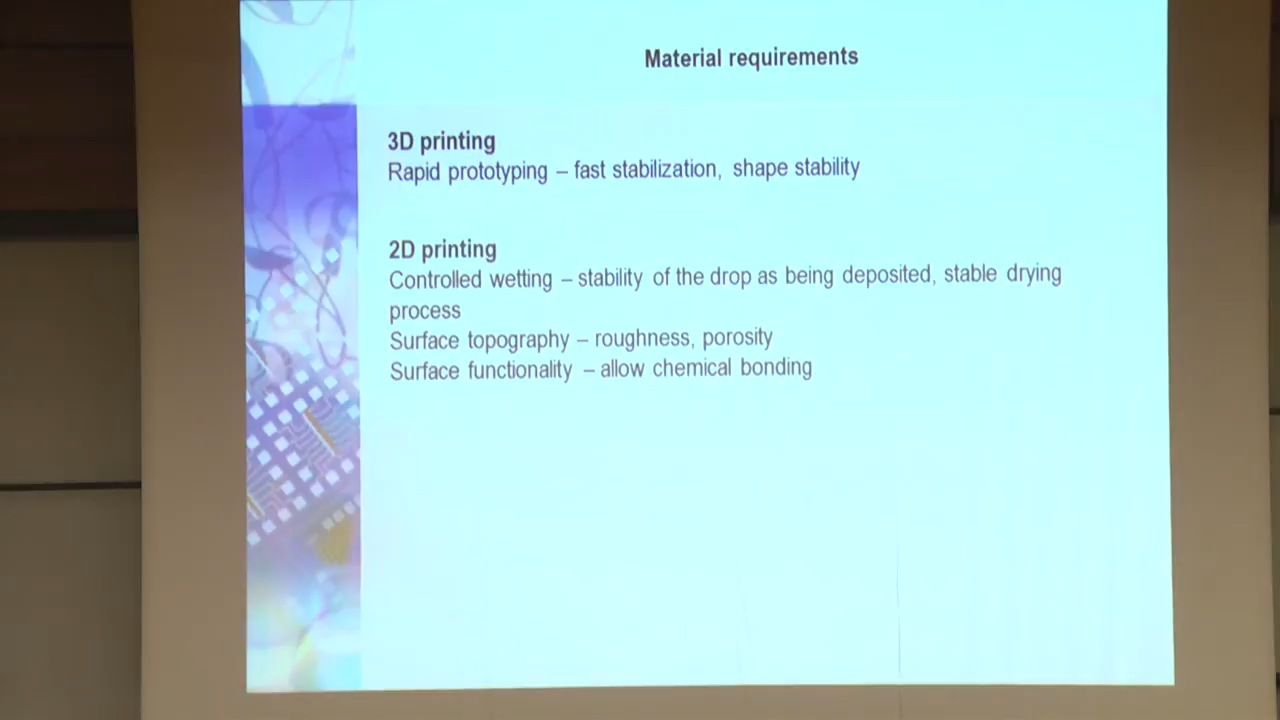 Material requirements
3D printing
Rapid prototyping – fast stabilization, shape stability
2D printing
Controlled wetting – stability of the drop as being deposited, stable drying
process
Surface topography – roughness, porosity
Surface functionality – allow chemical bonding